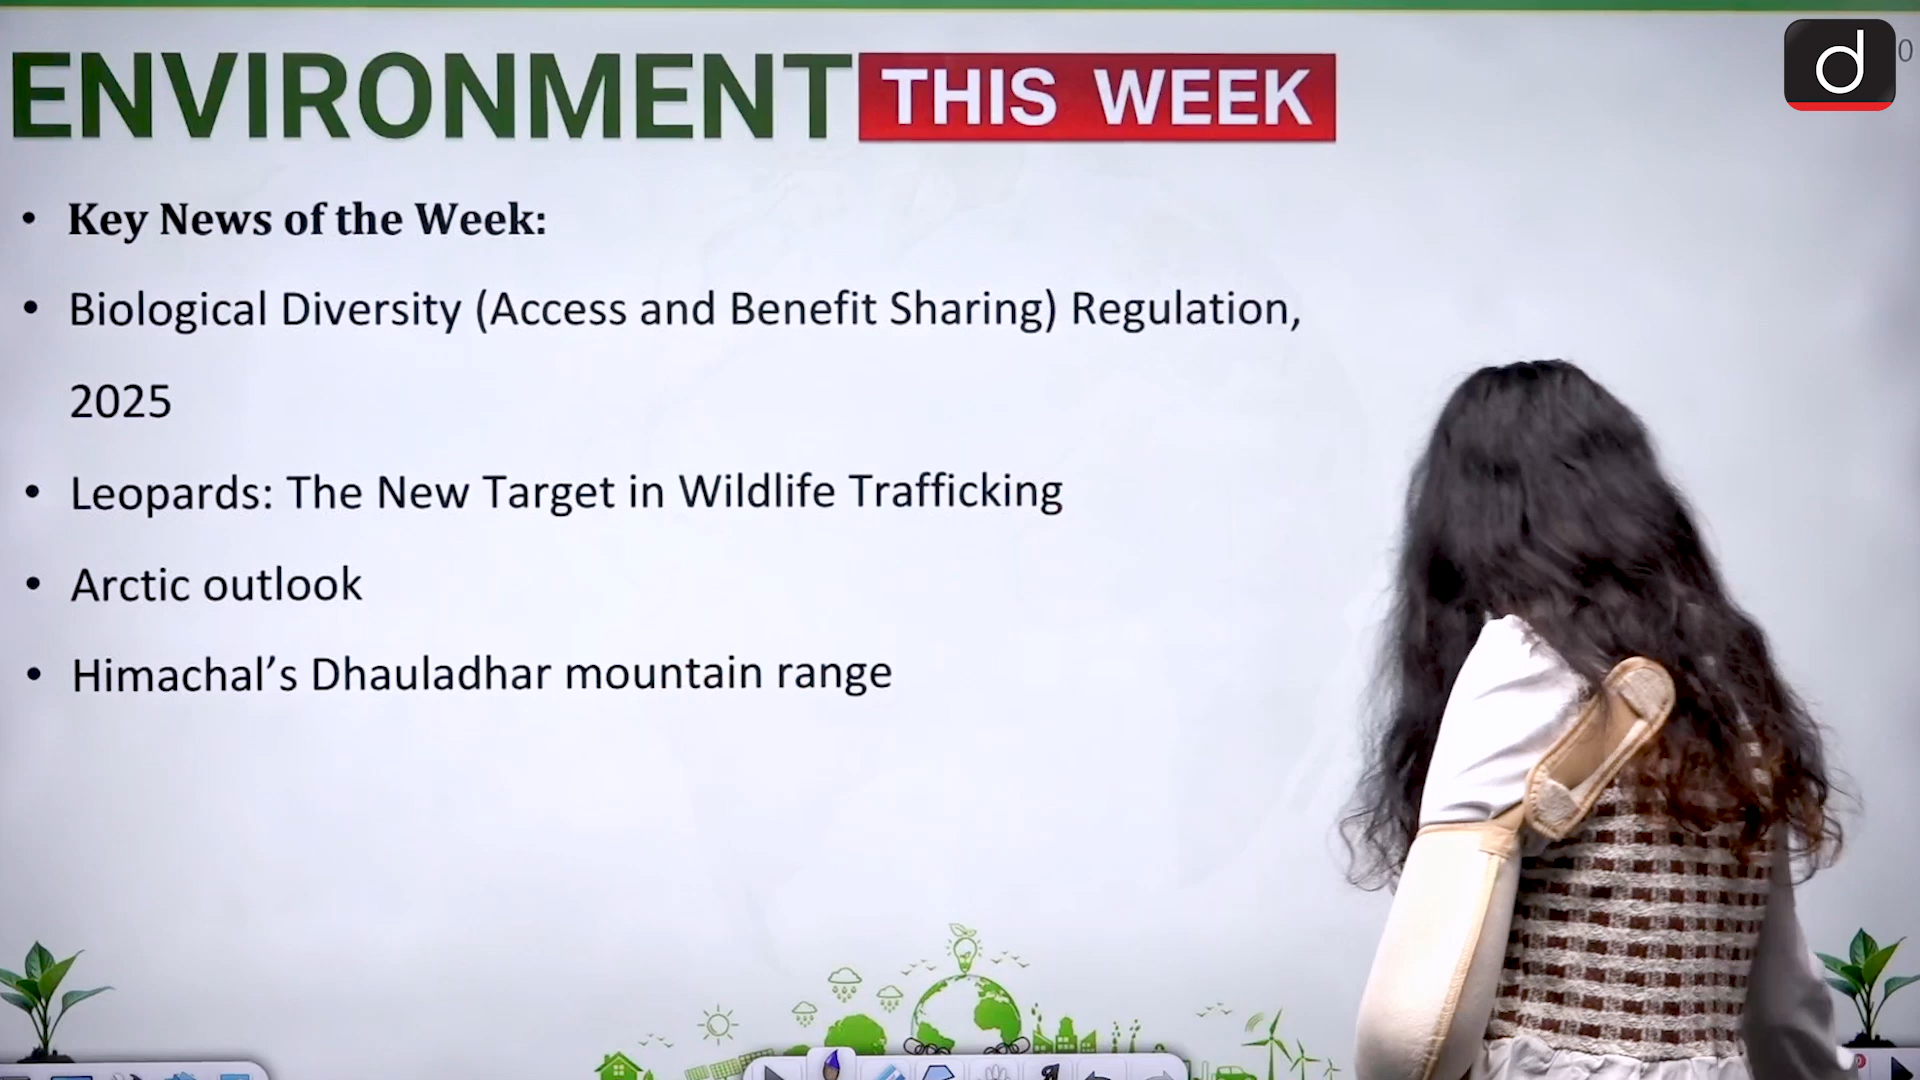 ENVIRONMENT THIS WEEK
d
0
• Key News of the Week:
• Biological Diversity (Access and Benefit Sharing) Regulation,
2025
• Leopards: The New Target in Wildlife Trafficking
• Arctic outlook
• Himachal’s Dhauladhar mountain range